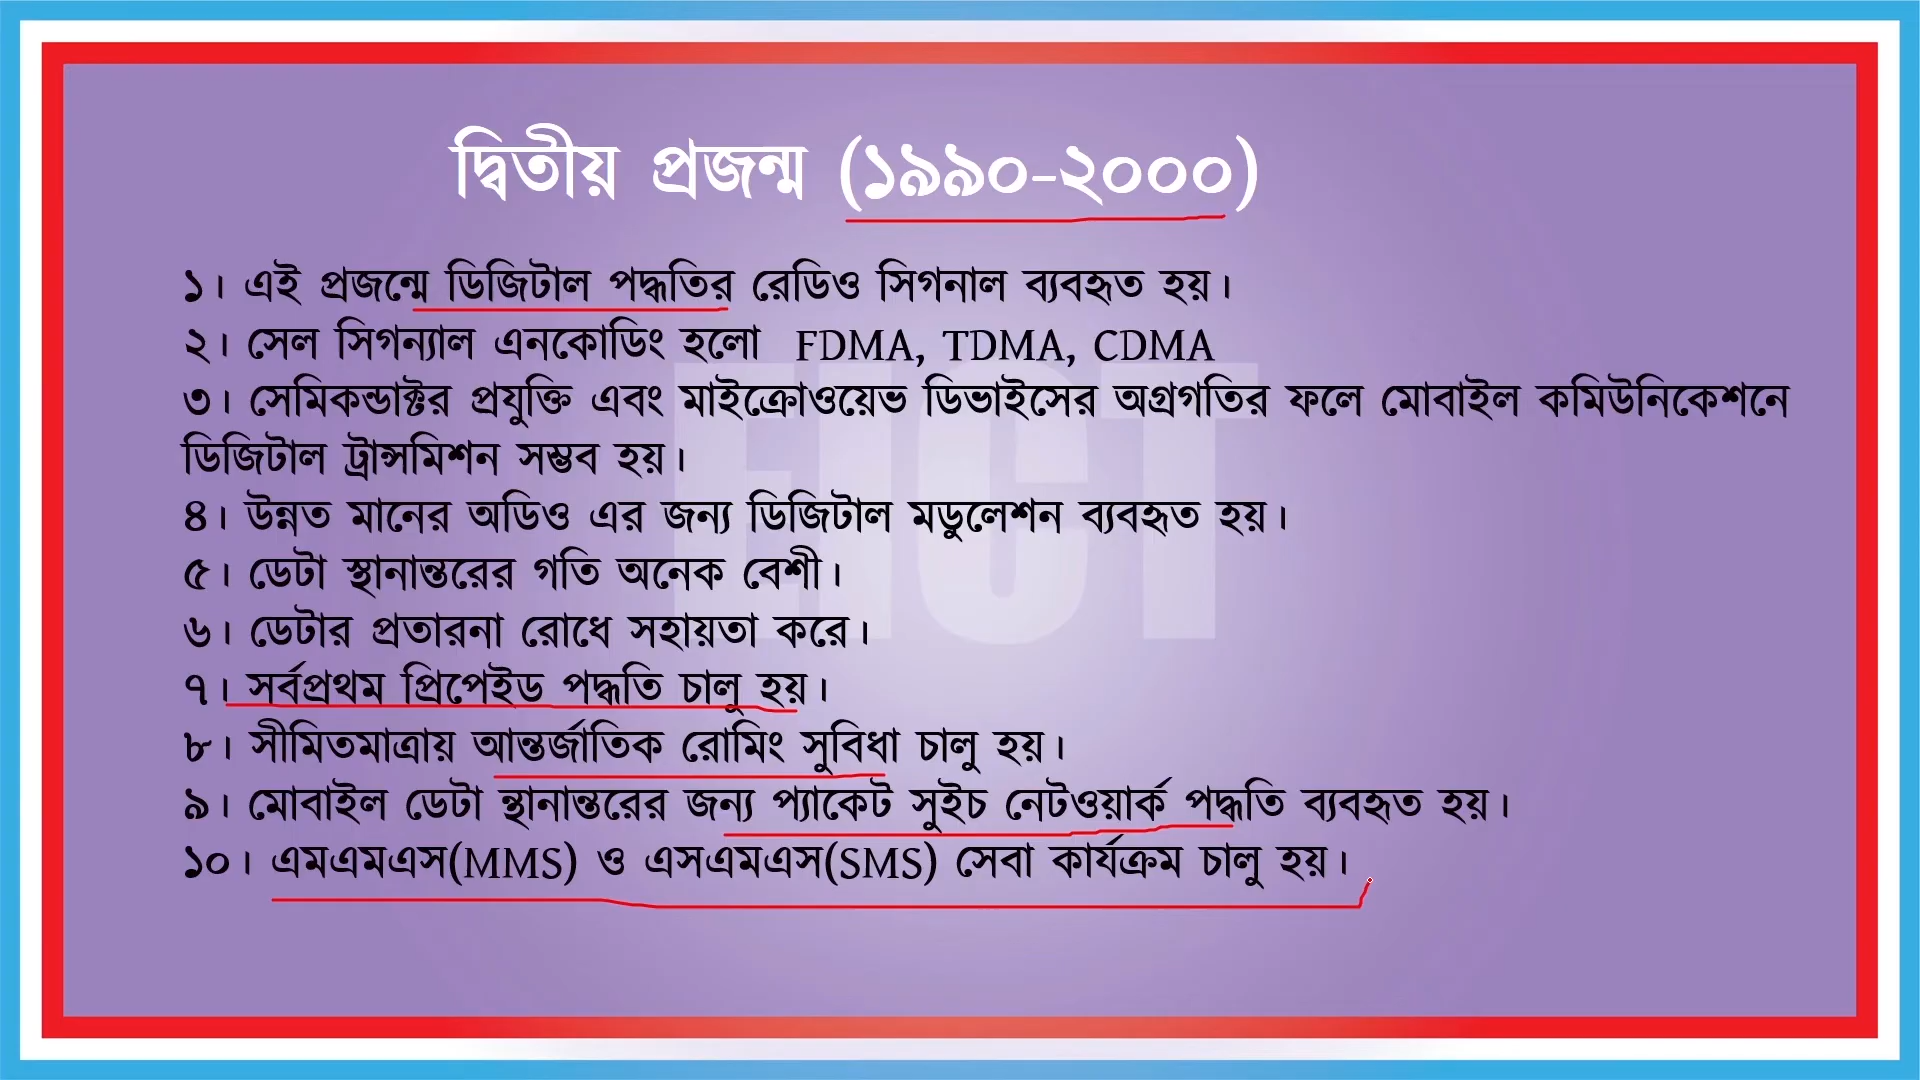 দ্বিতীয় প্রজন্ম (১৯৯০-২০০০)
১। এই প্রজন্মে ডিজিটাল পদ্ধতির রেডিও সিগনাল ব্যবহৃত হয়।
২। সেল সিগন্যাল এনকোডিং হলো FDMA, TDMA, CDMA
৩। সেমিকন্ডাক্টর প্রযুক্তি এবং মাইক্রোওয়েভ ডিভাইসের অগ্রগতির ফলে মোবাইল কমিউনিকেশনে
ডিজিটাল ট্রান্সমিশন সম্ভব হয়।
৪। উন্নত মানের অডিও এর জন্য ডিজিটাল মডুলেশন ব্যবহৃত হয়।
৫। ডেটা স্থানান্তরের গতি অনেক বেশী।
৬। ডেটার প্রতারনা রোধে সহায়তা করে।
৭। সর্বপ্রথম প্রিপেইড পদ্ধতি চালু হয়।
৮। সীমিতমাত্রায় আন্তর্জাতিক রোমিং সুবিধা চালু হয়।
৯। মোবাইল ডেটা স্থানান্তরের জন্য প্যাকেট সুইচ নেটওয়ার্ক পদ্ধতি ব্যবহৃত হয়।
১০। এমএমএস(MMS) ও এসএমএস(SMS) সেবা কার্যক্রম চালু হয়।
EICT